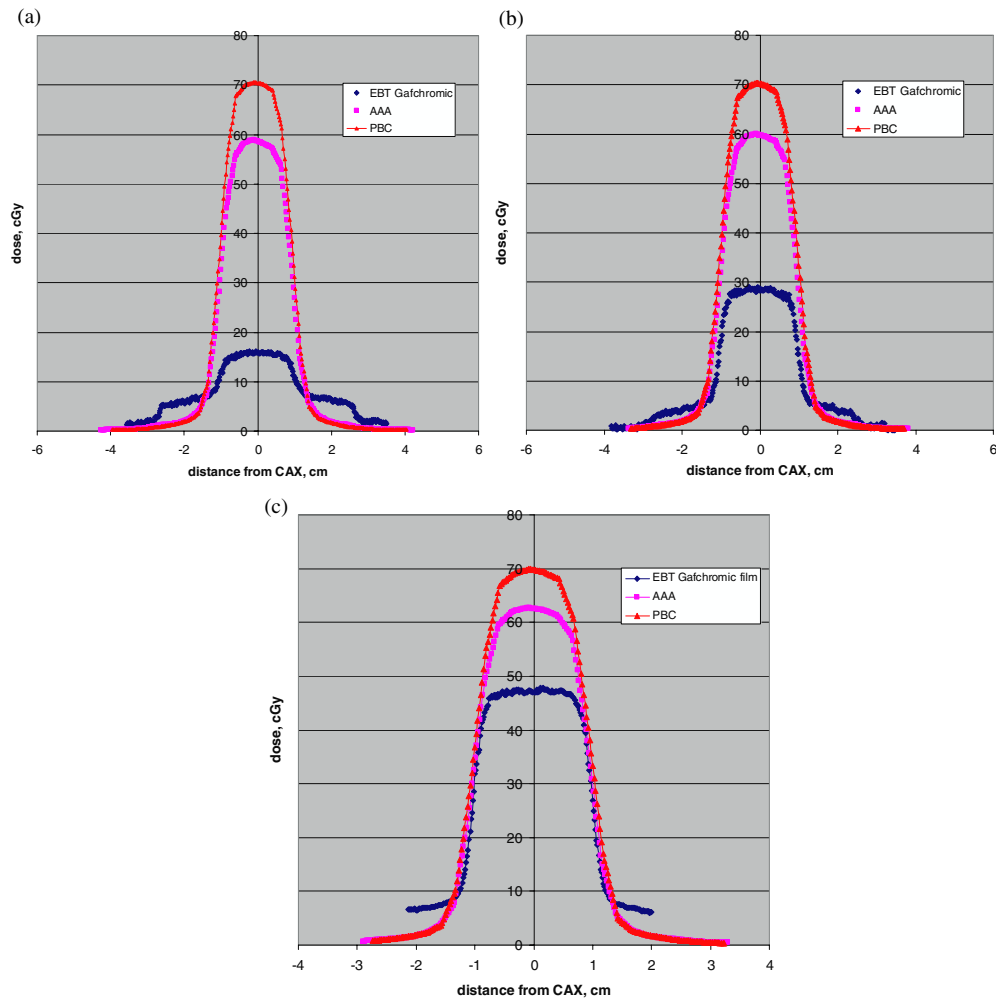 (a)
80
70
60
50
40
30
20
10
0
-6 -4 -2 0 2 4 6
dose, cGy
distance from CAX, cm
EBT Gafchromic
AAA
PBC
(b)
80
70
60
50
40
30
20
10
0
-6 -4 -2 0 2 4 6
dose, cGy
distance from CAX, cm
EBT Gafchromic
AAA
PBC
(c)
80
70
60
50
40
30
20
10
0
-4 -3 -2 -1 0 1 2 3 4
dose, cGy
distance from CAX, cm
EBT Gafchromic film
AAA
PBC